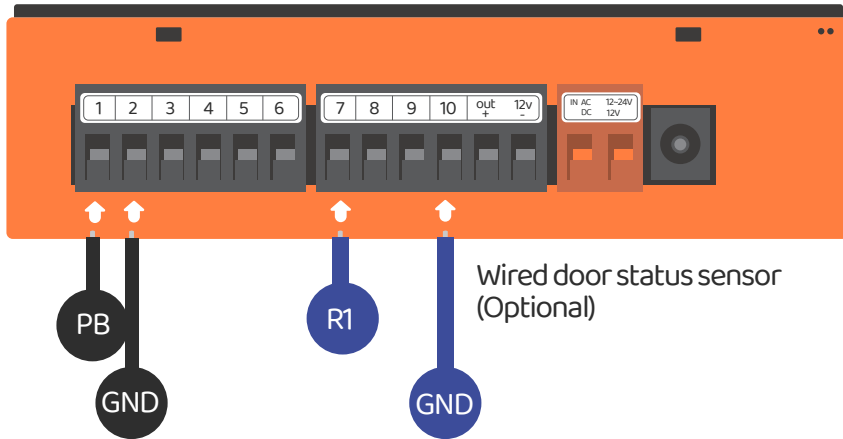 1 2 3 4 5 6
7 8 9 10 out + 12v -
IN AC 12~24V
DC 12V
PB
GND
R1
GND
Wired door status sensor
(Optional)